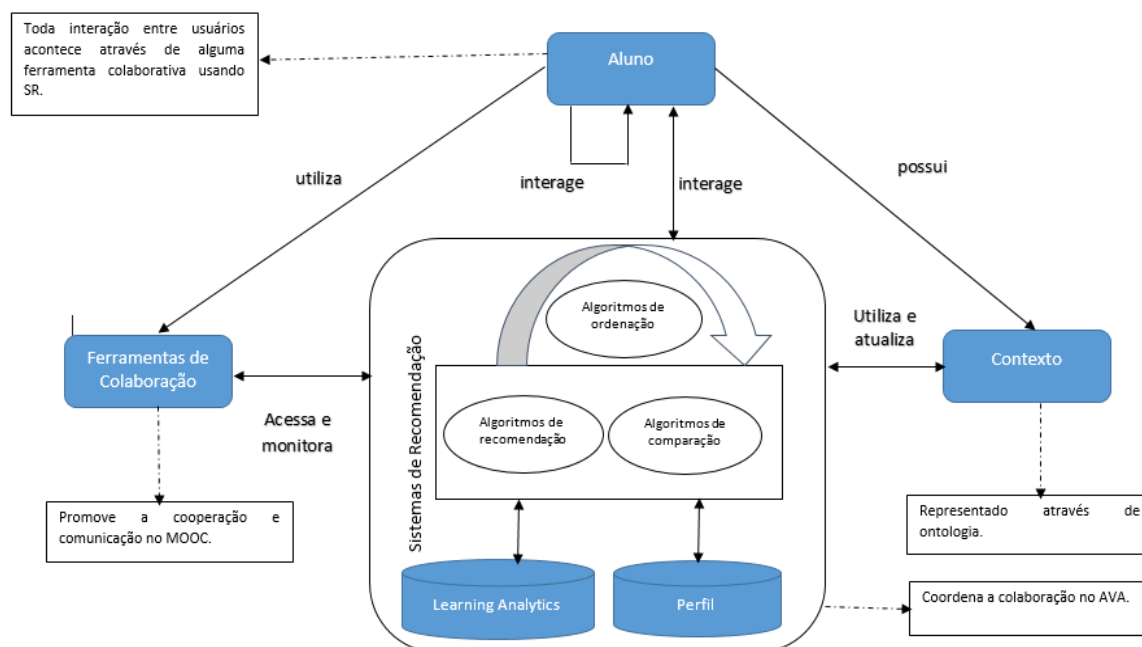 Toda interação entre usuários
acontece através de alguma
ferramenta colaborativa usando
SR.
Aluno
utiliza
interage
interage
possui
Algoritmos de
ordenação
Ferramentas de
Colaboração
Acessa e
monitora
Sistemas de Recomendação
Algoritmos de
recomendação
Algoritmos de
comparação
Utiliza e
atualiza
Contexto
Promove a cooperação e
comunicação no MOOC.
Representado através de
ontologia.
Learning Analytics
Perfil
Coordena a colaboração no AVA.